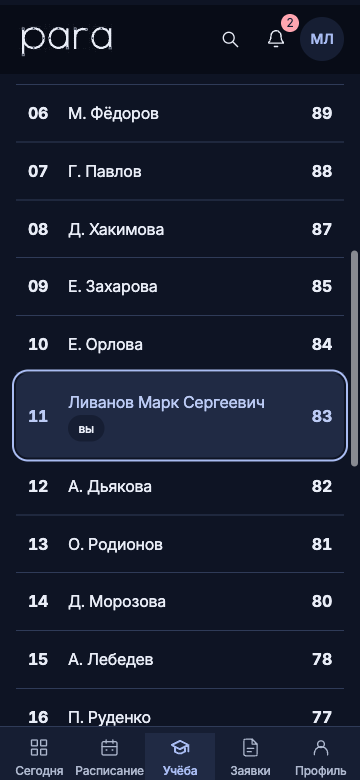 para
2
МЛ
06 М. Фёдоров 89
07 Г. Павлов 88
08 Д. Хакимова 87
09 Е. Захарова 85
10 Е. Орлова 84
11 Ливанов Марк Сергеевич 83
вы
12 А. Дьякова 82
13 О. Родионов 81
14 Д. Морозова 80
15 А. Лебедев 78
16 П. Руденко 77
Сегодня Расписание Учёба Заявки Профиль